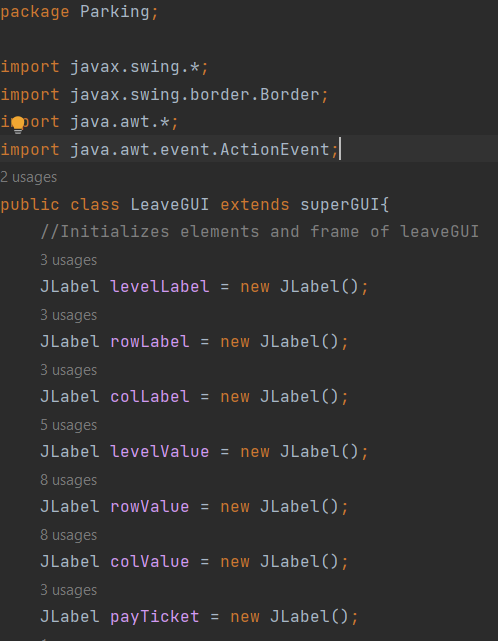 package Parking;
import javax.swing.*;
import javax.swing.border.Border;
import java.awt.*;
import java.awt.event.ActionEvent;
2 usages
public class LeaveGUI extends superGUI{
//Initializes elements and frame of leaveGUI
3 usages
JLabel levelLabel = new JLabel();
3 usages
JLabel rowLabel = new JLabel();
3 usages
JLabel colLabel = new JLabel();
5 usages
JLabel levelValue = new JLabel();
8 usages
JLabel rowValue = new JLabel();
8 usages
JLabel colValue = new JLabel();
3 usages
JLabel payTicket = new JLabel();